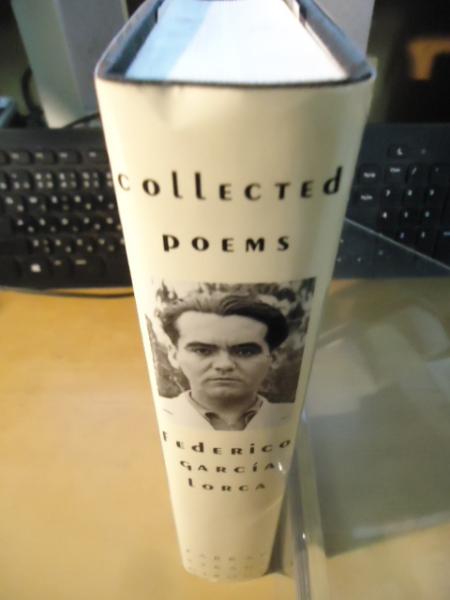 collected
poems
Federico
García
Lorca